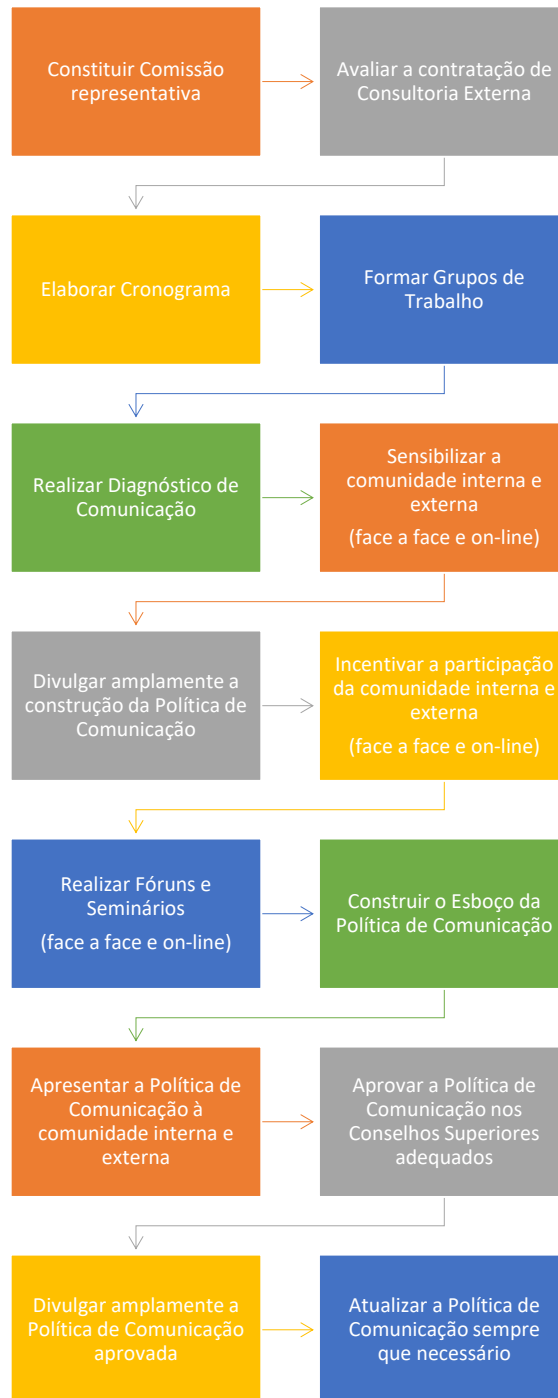 Constituir Comissão
representativa
Avaliar a contratação de
Consultoria Externa
Elaborar Cronograma
Formar Grupos de
Trabalho
Realizar Diagnóstico de
Comunicação
Sensibilizar a
comunidade interna e
externa
(face a face e on-line)
Divulgar amplamente a
construção da Política de
Comunicação
Incentivar a participação
da comunidade interna e
externa
(face a face e on-line)
Realizar Fóruns e
Seminários
(face a face e on-line)
Construir o Esboço da
Política de Comunicação
Apresentar a Política de
Comunicação à
comunidade interna e
externa
Aprovar a Política de
Comunicação nos
Conselhos Superiores
adequados
Divulgar amplamente a
Política de Comunicação
aprovada
Atualizar a Política de
Comunicação sempre
que necessário